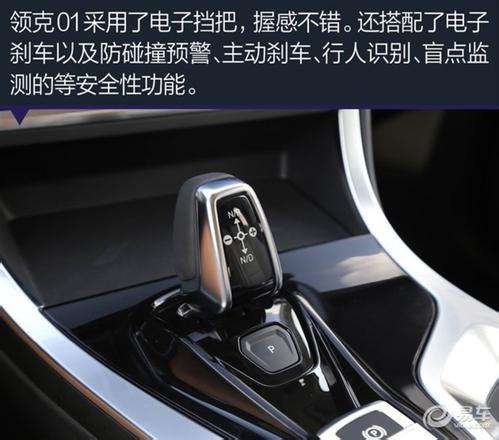 领克01采用了电子挡把，握感不错。还搭配了电子
刹车以及防碰撞预警、主动刹车、行人识别、盲点监
测的等安全性功能。
N/R
N/D
P
易车